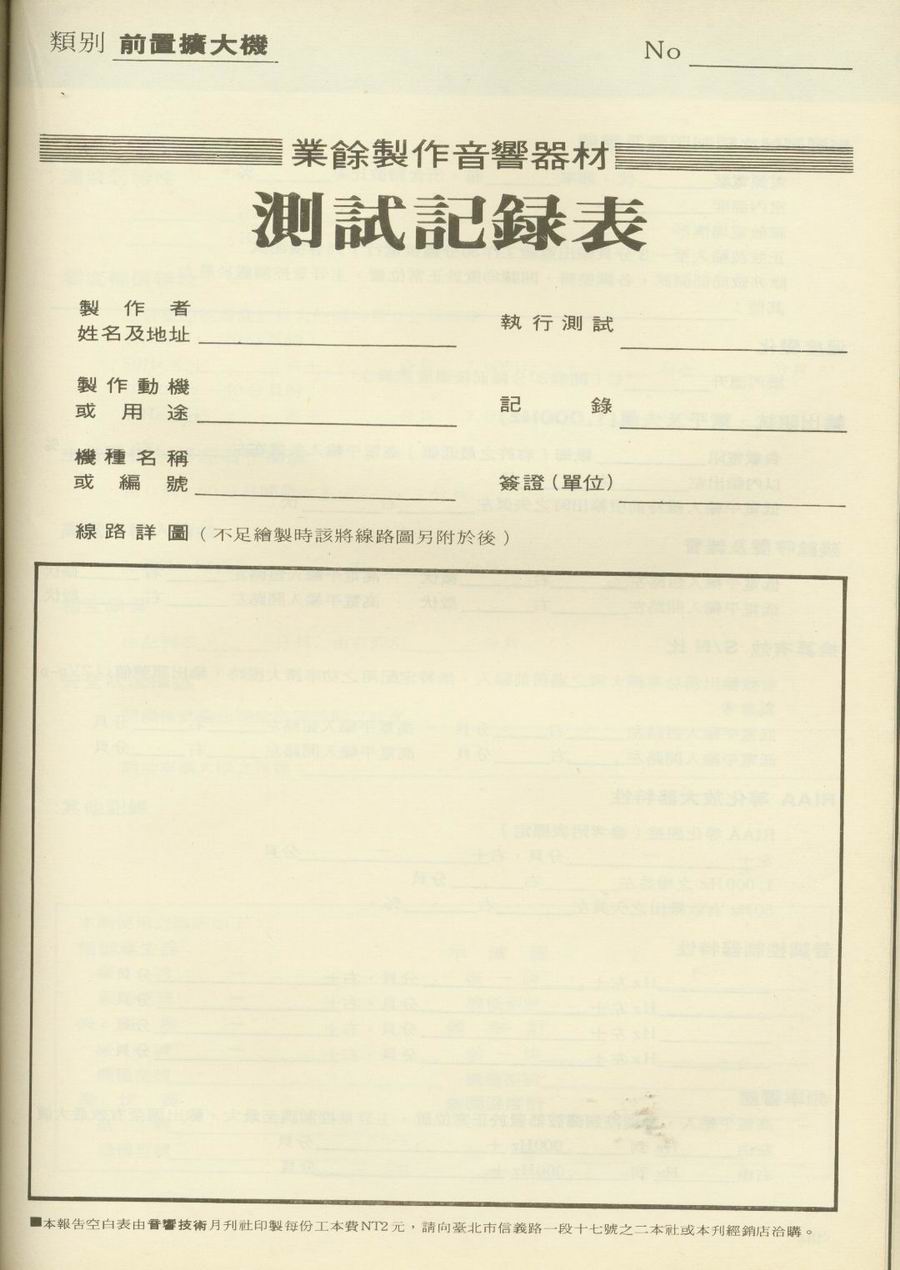 類別 前置擴大機
No
業餘製作音響器材
測試記録表
製作者
姓名及地址
執行測試
製作動機
或用途
記錄
機種名稱
或編號
簽證(單位)
線路詳圖(不足繪製時該將線路圖另附於後)
■本報告空白表由音響技術月刊社印製每份工本費NT2元，請向臺北市信義路一段十七號之二本社或本刊經銷店洽購。